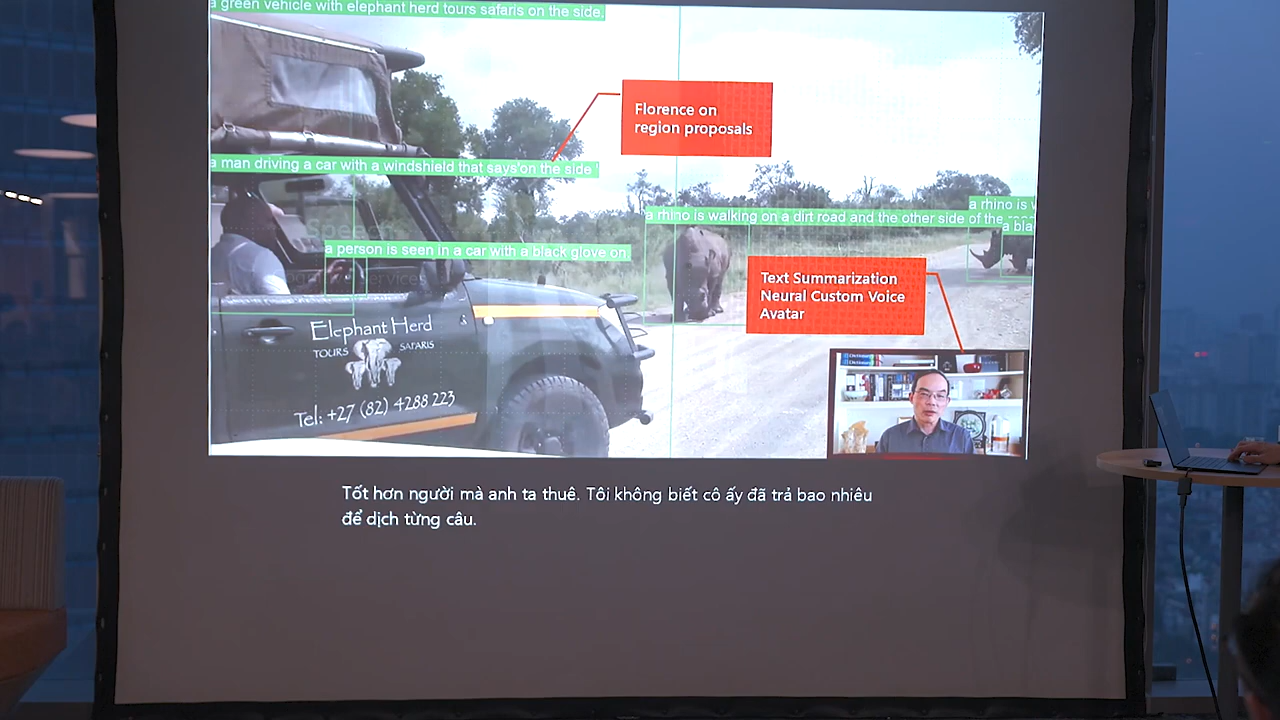 a green vehicle with elephant herd tours safaris on the side.
Florence on
region proposals
a man driving a car with a windshield that says on the side
a rhino is
a rhino is walking on a dirt road and the other side of the
a person is seen in a car with a black glove on.
Text Summarization
Neural Custom Voice
Avatar
Elephant Herd
TOURS SAFARIS
Tel: +27 (82) 4288 223
Tốt hơn người mà anh ta thuê. Tôi không biết cô ấy đã trả bao nhiêu
để dịch từng câu.